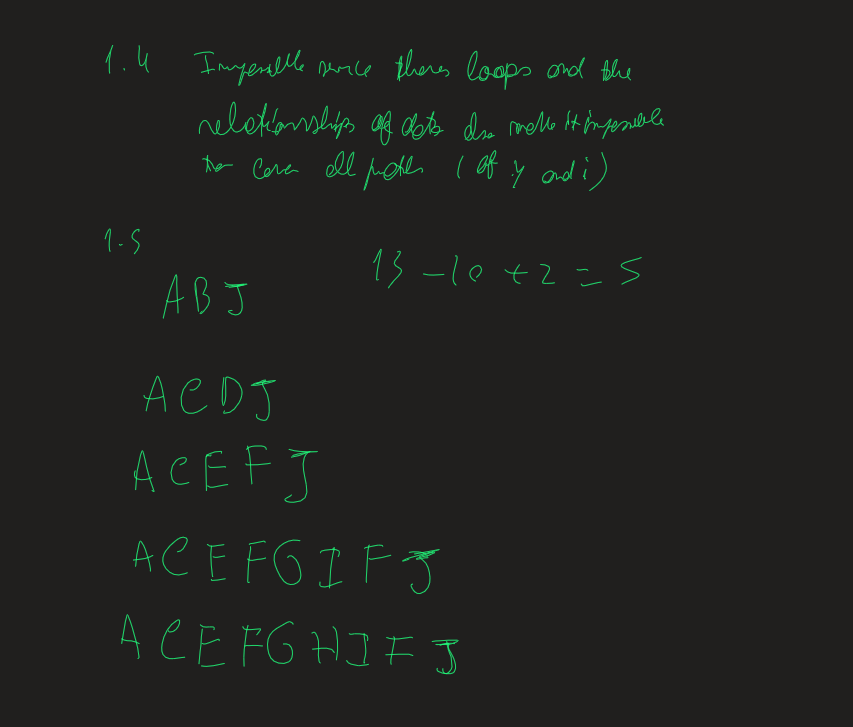 1.4 Impossible since theres loops and the
relationships of data also make it impossible
to cover all paths (of y and i)
1.5
13 - 10 + 2 = 5
ABJ
ACDJ
ACEFJ
ACEFGIFJ
ACEFGHIFJ